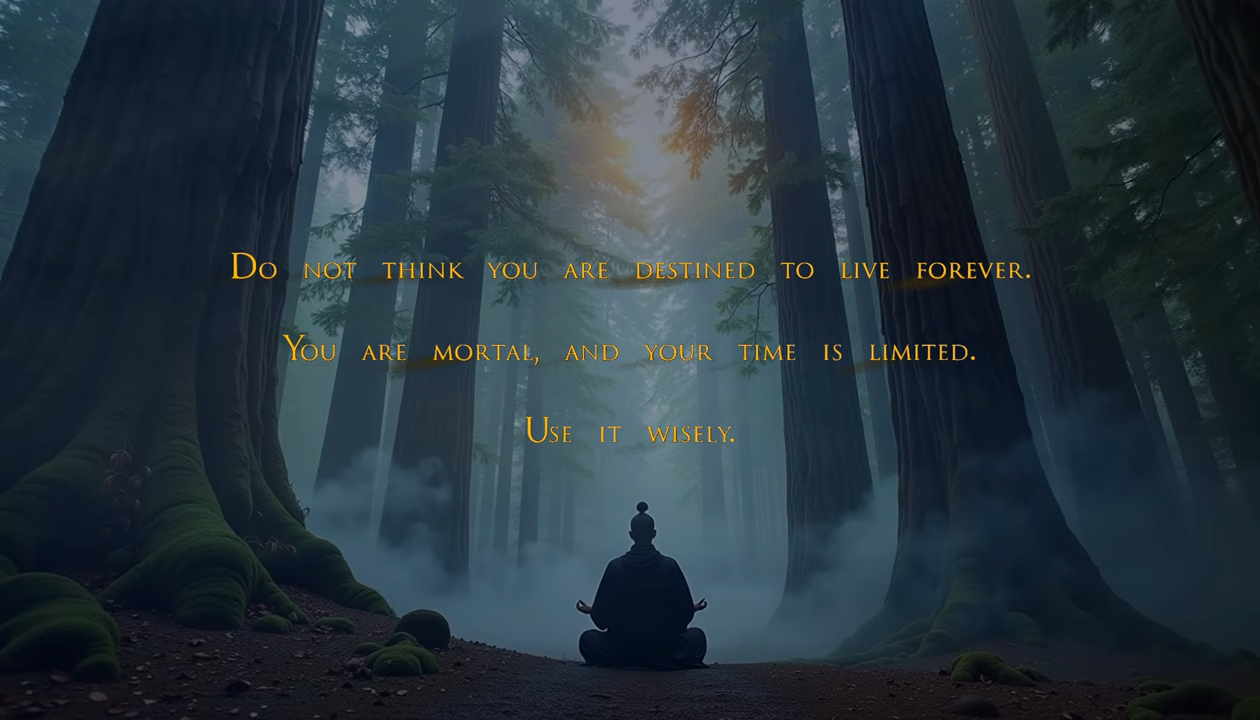 Do not think you are destined to live forever.
You are mortal, and your time is limited.
Use it wisely.